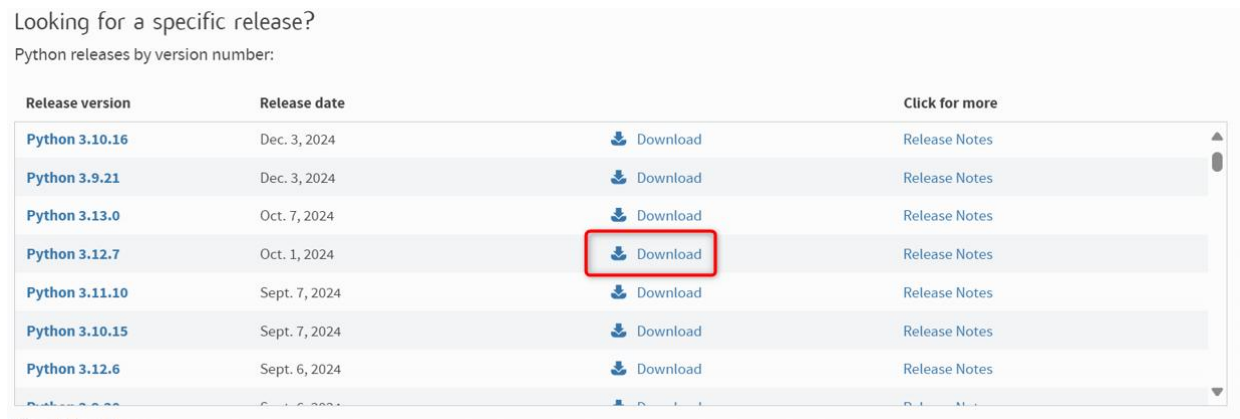 Looking for a specific release?
Python releases by version number:
Release version Release date Click for more
Python 3.10.16 Dec. 3, 2024 Download Release Notes
Python 3.9.21 Dec. 3, 2024 Download Release Notes
Python 3.13.0 Oct. 7, 2024 Download Release Notes
Python 3.12.7 Oct. 1, 2024 Download Release Notes
Python 3.11.10 Sept. 7, 2024 Download Release Notes
Python 3.10.15 Sept. 7, 2024 Download Release Notes
Python 3.12.6 Sept. 6, 2024 Download Release Notes